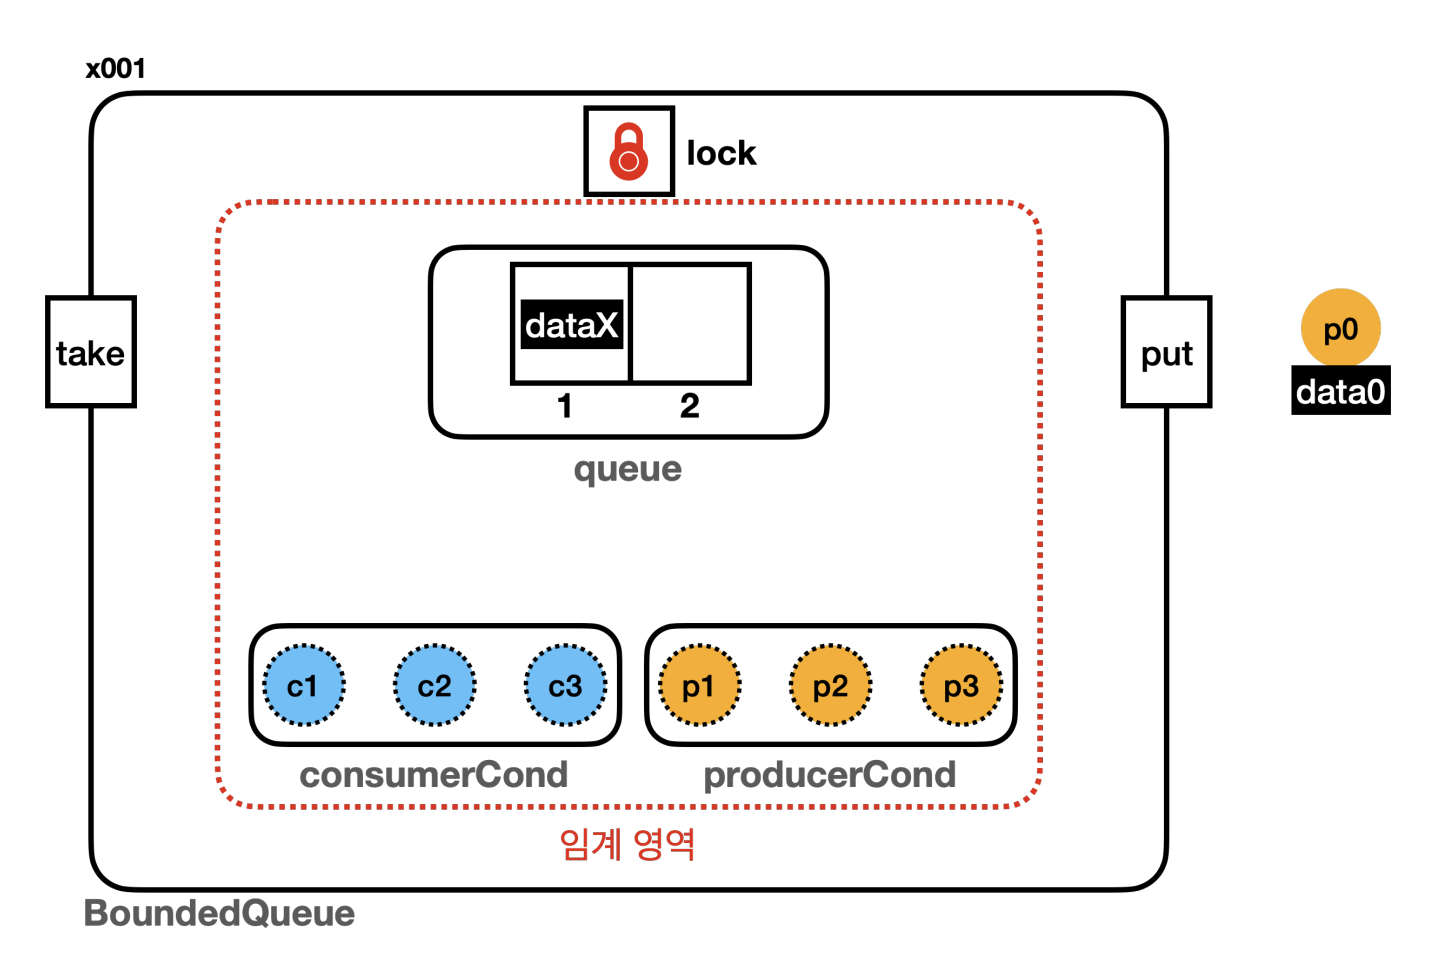 x001
lock
dataX
1 2
queue
take
put
p0
data0
c1 c2 c3
p1 p2 p3
consumerCond
producerCond
임계 영역
BoundedQueue